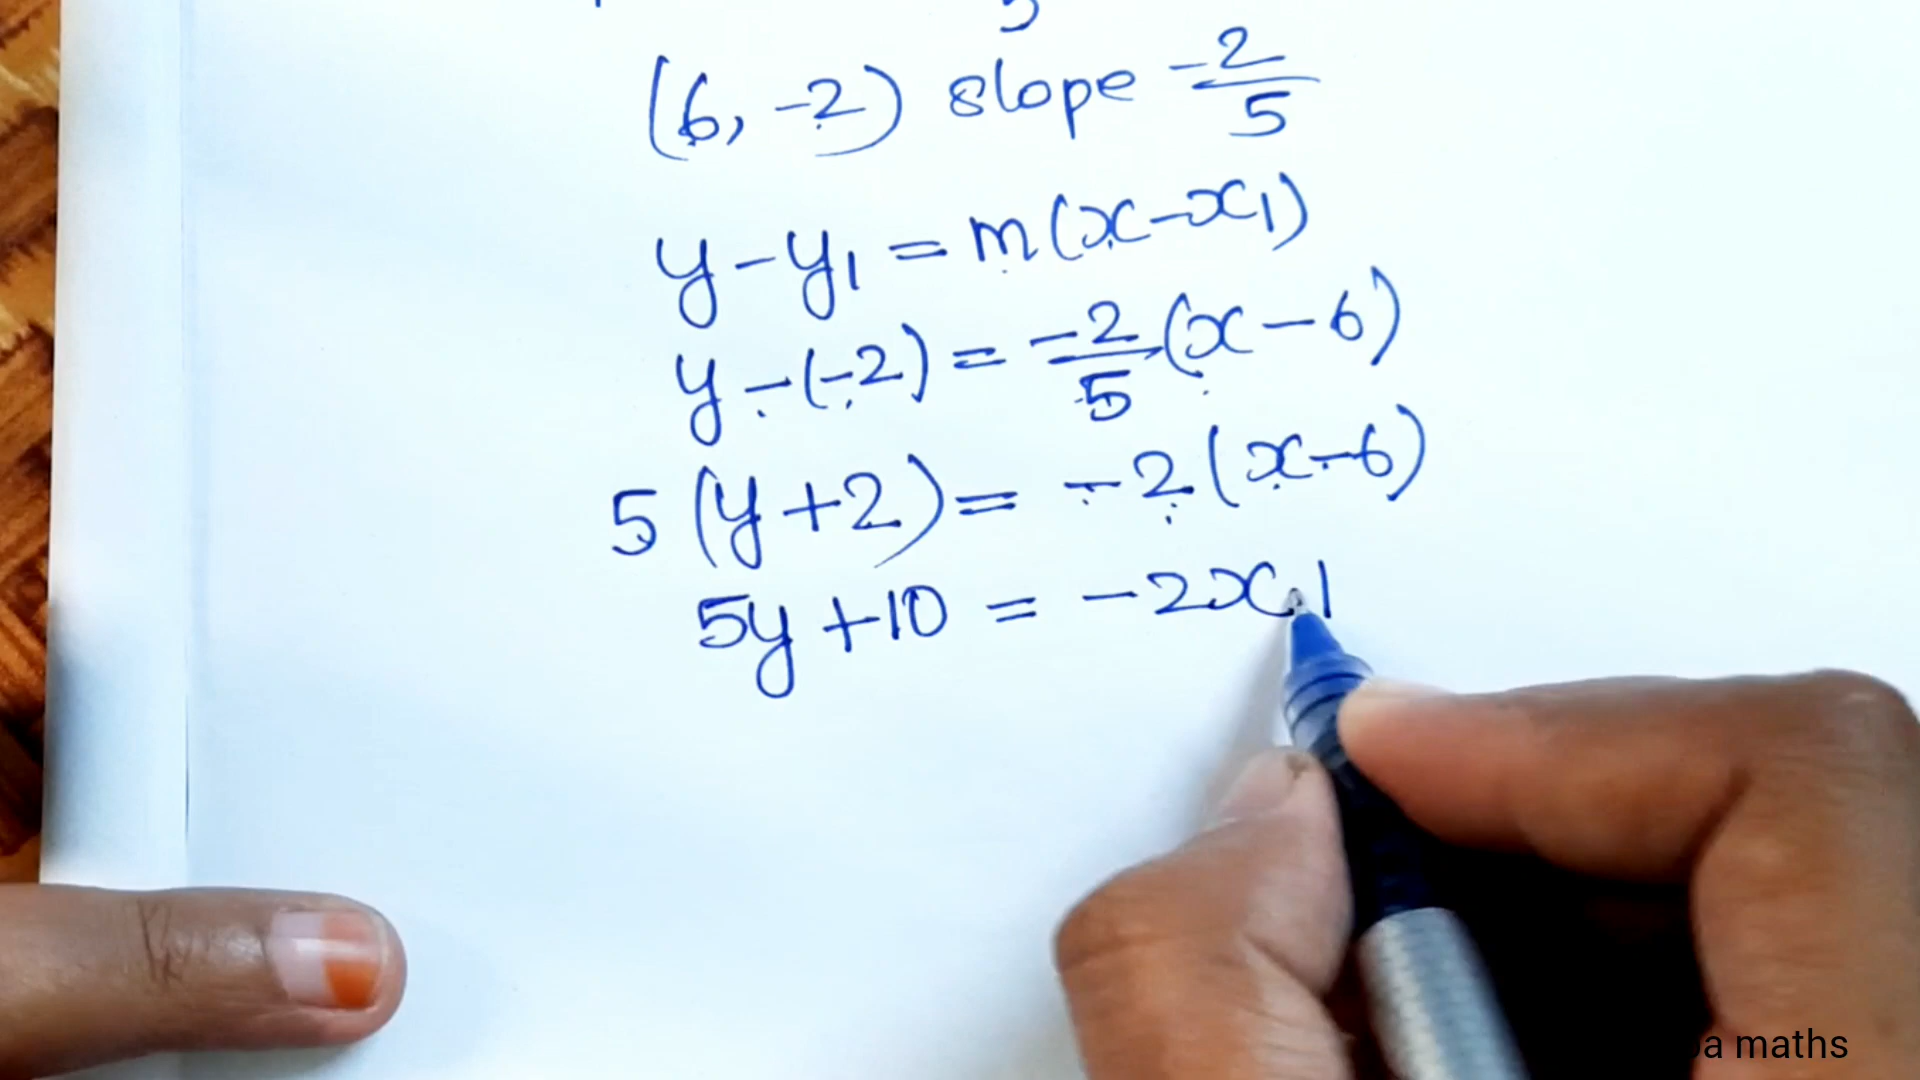 (6, -2) slope -2/5
y - y₁ = m(x - x₁)
y - (-2) = -2/5 (x - 6)
5 (y + 2) = -2 (x - 6)
5y + 10 = -2x 1
maths